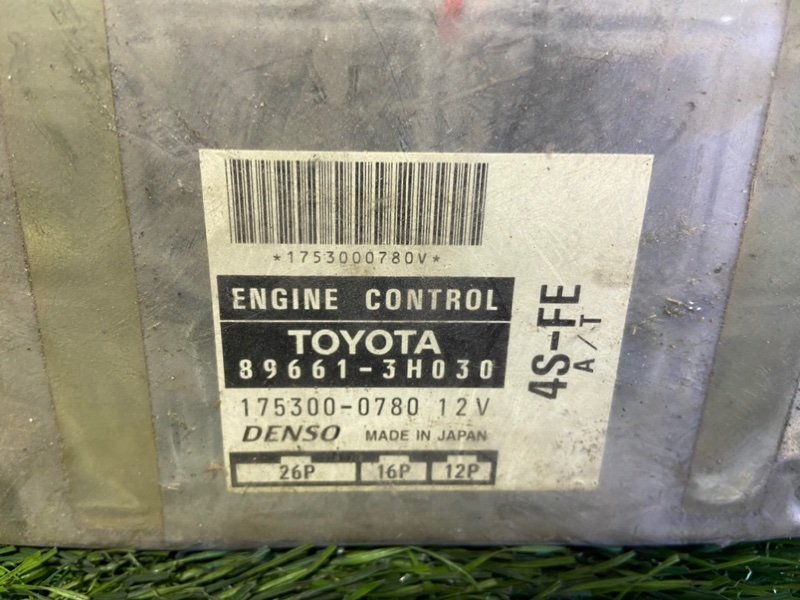 *1753000780V*
ENGINE CONTROL
TOYOTA
89661-3H030
175300-0780 12V
DENSO MADE IN JAPAN
26P 16P 12P
4S-FE
A/T